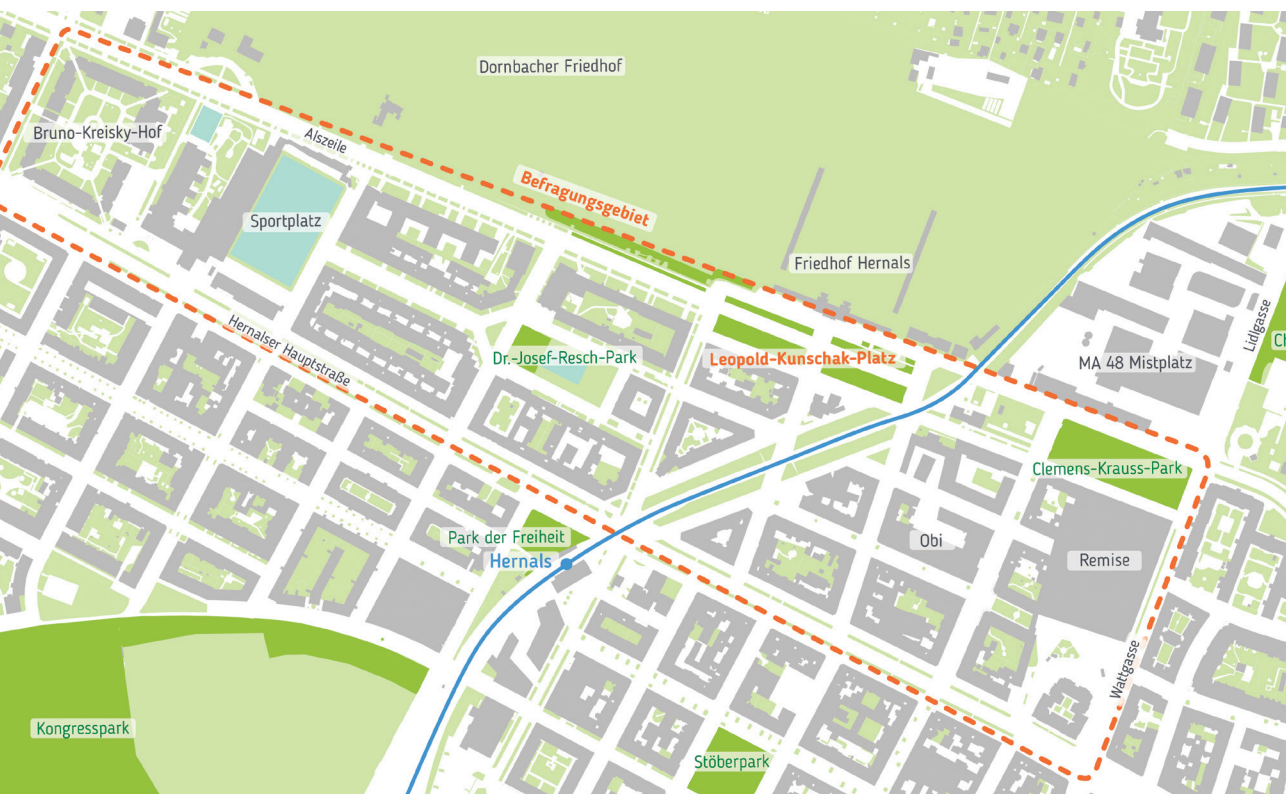 Dornbacher Friedhof
Bruno-Kreisky-Hof
Alszeile
Befragungsgebiet
Sportplatz
Friedhof Hernals
Lidlgasse
Hernalser Hauptstraße
Dr.-Josef-Resch-Park
Leopold-Kunschak-Platz
MA 48 Mistplatz
Ch
Clemens-Krauss-Park
Park der Freiheit
Hernals
Obi
Remise
Wattgasse
Kongresspark
Stöberpark